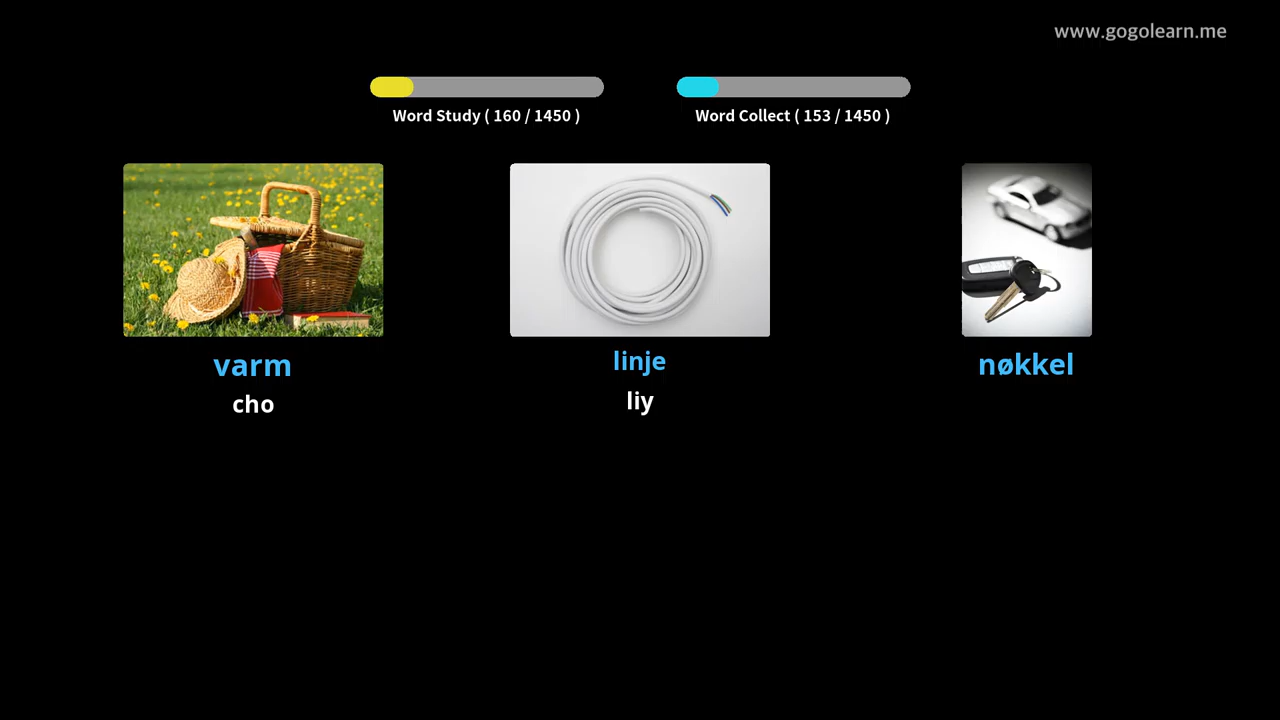 www.gogolearn.me
Word Study ( 160 / 1450 )
Word Collect ( 153 / 1450 )
varm
linje
nøkkel
cho
liy